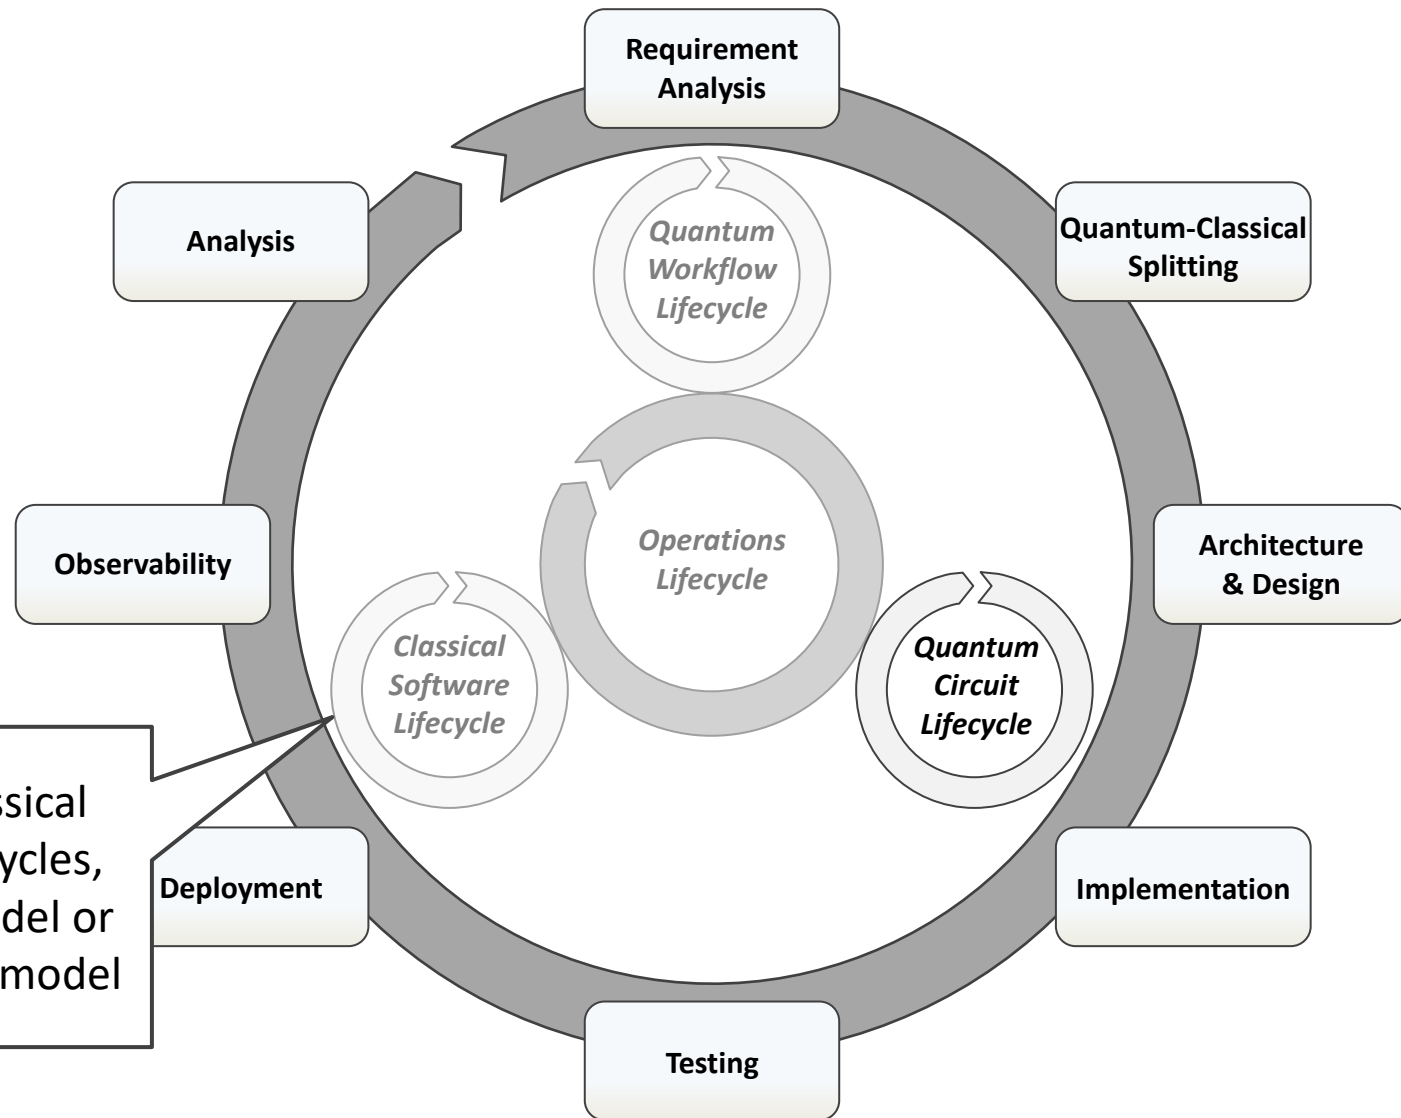 Requirement
Analysis
Quantum-Classical
Splitting
Architecture
& Design
Implementation
Testing
Deployment
Observability
Analysis
Quantum
Workflow
Lifecycle
Operations
Lifecycle
Classical
Software
Lifecycle
Quantum
Circuit
Lifecycle
ssical
ycles,
del or
model